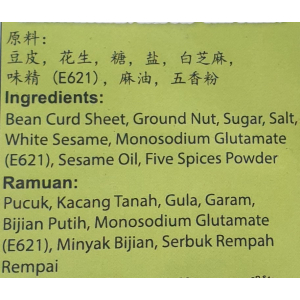 原料：
豆皮，花生，糖，盐，白芝麻，
味精（E621），麻油，五香粉
Ingredients:
Bean Curd Sheet, Ground Nut, Sugar, Salt,
White Sesame, Monosodium Glutamate
(E621), Sesame Oil, Five Spices Powder
Ramuan:
Pucuk, Kacang Tanah, Gula, Garam,
Bijian Putih, Monosodium Glutamate
(E621), Minyak Bijian, Serbuk Rempah
Rempai